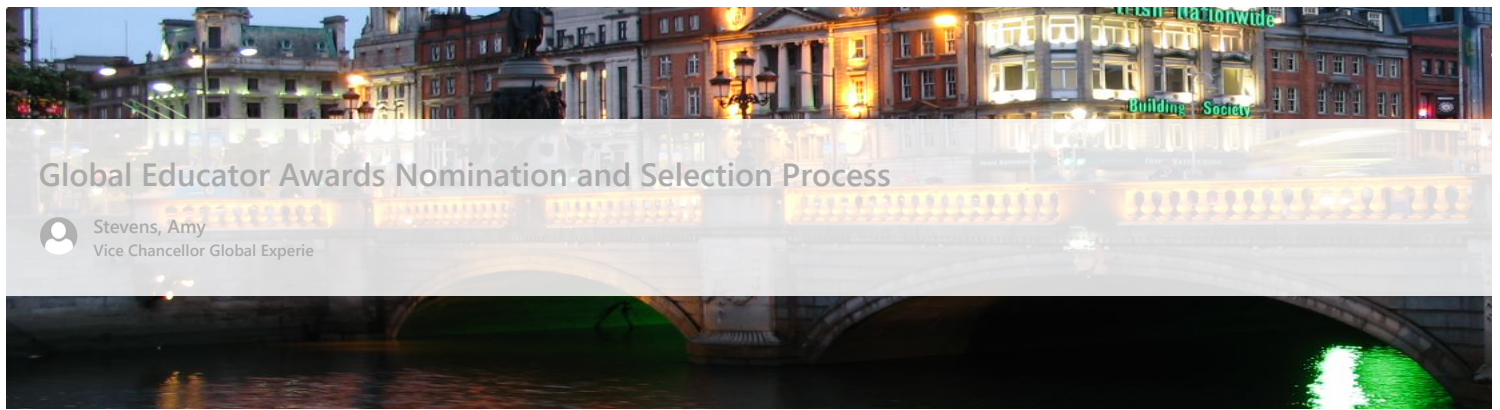 Irish Nationwide
Building Society
Global Educator Awards Nomination and Selection Process
Stevens, Amy
Vice Chancellor Global Experie